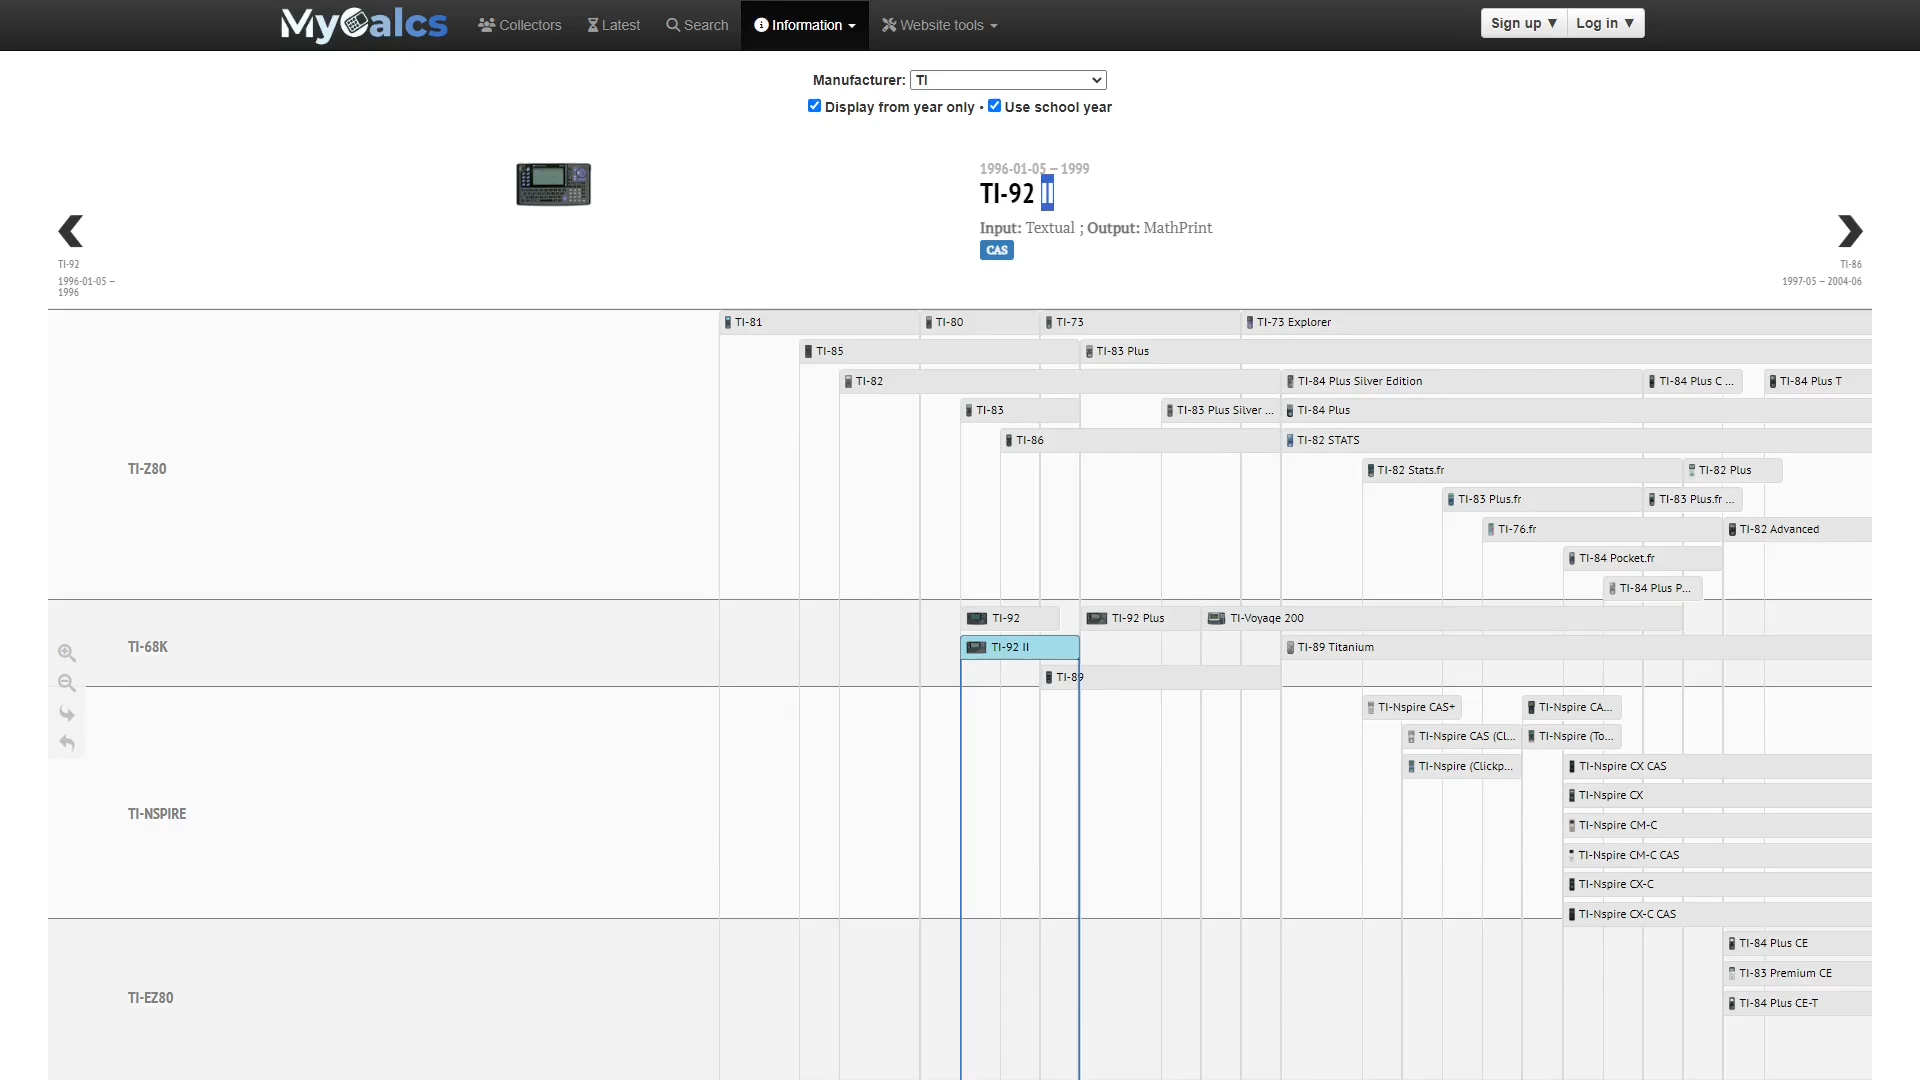 MyCalcs Collectors Latest Search Information Website tools Sign up ▼ Log in ▼
Manufacturer: TI
Display from year only • Use school year
1996-01-05 – 1999
TI-92 II
Input: Textual ; Output: MathPrint
CAS
TI-92
1996-01-05 –
1996
TI-86
1997-05 – 2004-06
TI-81 TI-80 TI-73 TI-73 Explorer
TI-85 TI-83 Plus
TI-82 TI-84 Plus Silver Edition TI-84 Plus C ... TI-84 Plus T
TI-83 TI-83 Plus Silver ... TI-84 Plus
TI-86 TI-82 STATS
TI-Z80
TI-82 Stats.fr TI-82 Plus
TI-83 Plus.fr TI-83 Plus.fr ...
TI-76.fr TI-82 Advanced
TI-84 Pocket.fr
TI-84 Plus P...
TI-92 TI-92 Plus TI-Voyage 200
TI-68K
TI-92 II TI-89 Titanium
TI-89
TI-Nspire CAS+ TI-Nspire CA...
TI-Nspire CAS (Cl... TI-Nspire (To...
TI-Nspire (Clickp... TI-Nspire CX CAS
TI-Nspire CX
TI-NSPIRE
TI-Nspire CM-C
TI-Nspire CM-C CAS
TI-Nspire CX-C
TI-Nspire CX-C CAS
TI-84 Plus CE
TI-83 Premium CE
TI-EZ80
TI-84 Plus CE-T